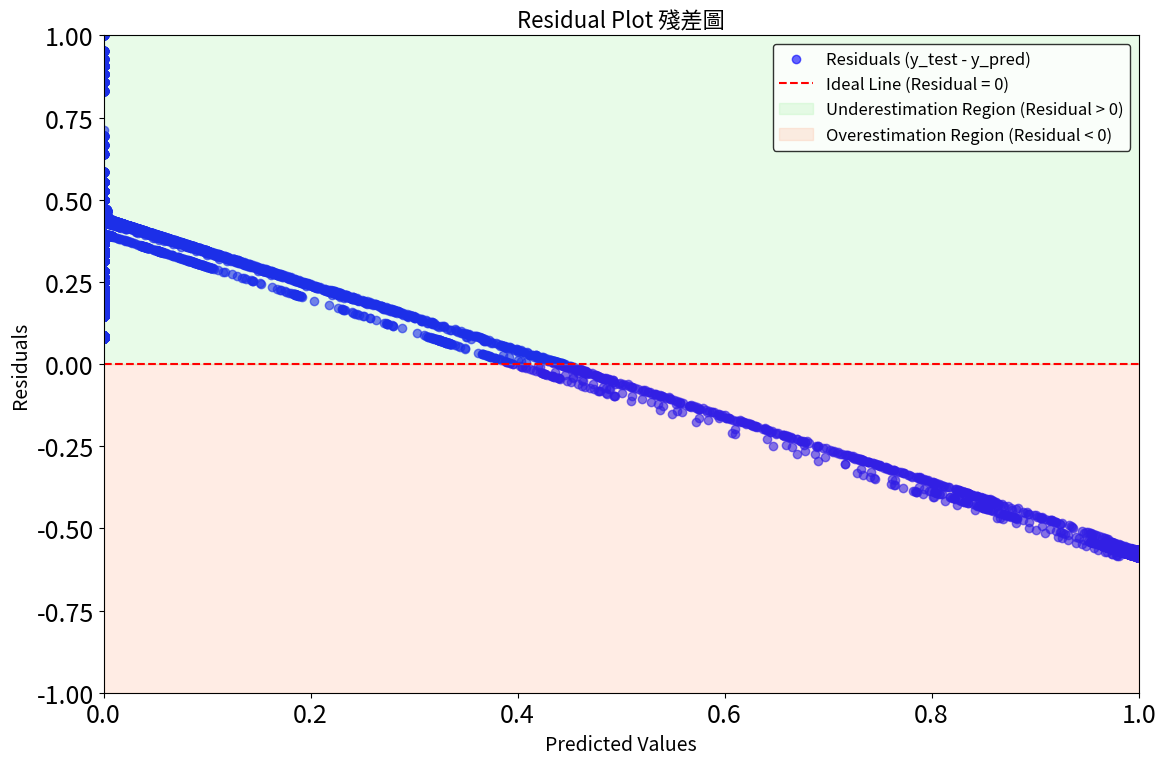 Residual Plot 殘差圖
Residuals (y_test - y_pred)
Ideal Line (Residual = 0)
Underestimation Region (Residual > 0)
Overestimation Region (Residual < 0)
Residuals
1.00
0.75
0.50
0.25
0.00
-0.25
-0.50
-0.75
-1.00
0.0 0.2 0.4 0.6 0.8 1.0
Predicted Values